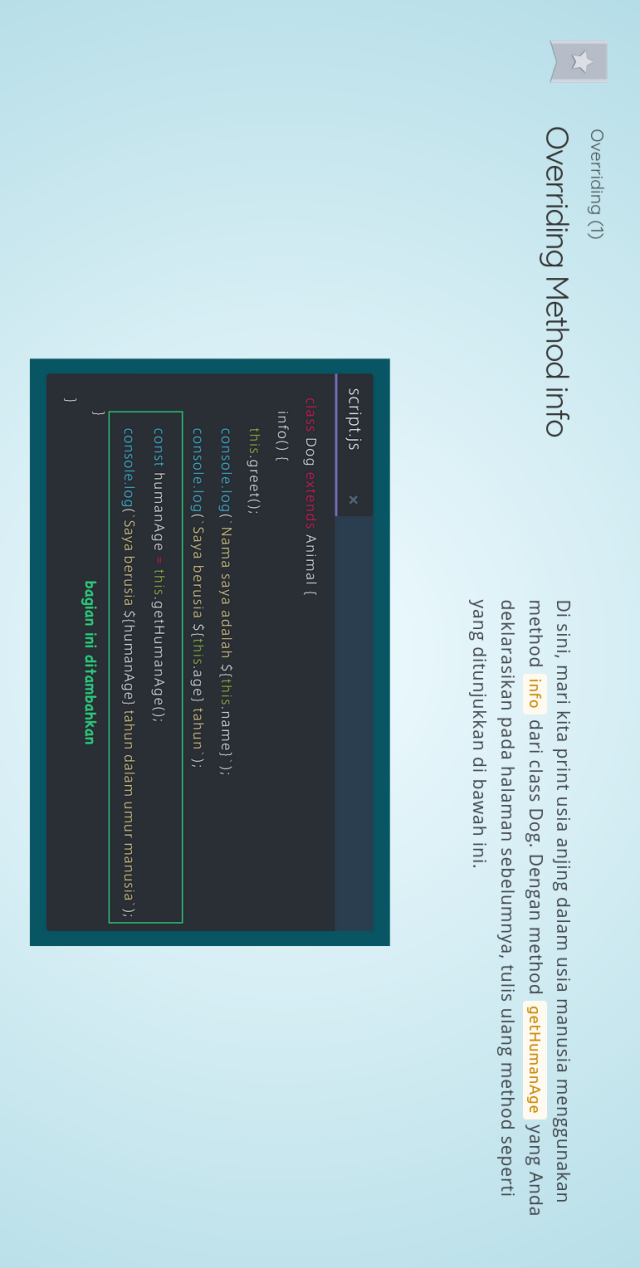 Overriding (1)
Overriding Method info
Di sini, mari kita print usia anjing dalam usia manusia menggunakan
method info dari class Dog. Dengan method getHumanAge yang Anda
deklarasikan pada halaman sebelumnya, tulis ulang method seperti
yang ditunjukkan di bawah ini.
script.js ×
class Dog extends Animal {
info() {
this.greet();
console.log(`Nama saya adalah ${this.name}`);
console.log(`Saya berusia ${this.age} tahun`);
const humanAge = this.getHumanAge();
console.log(`Saya berusia ${humanAge} tahun dalam umur manusia`);
bagian ini ditambahkan
}
}